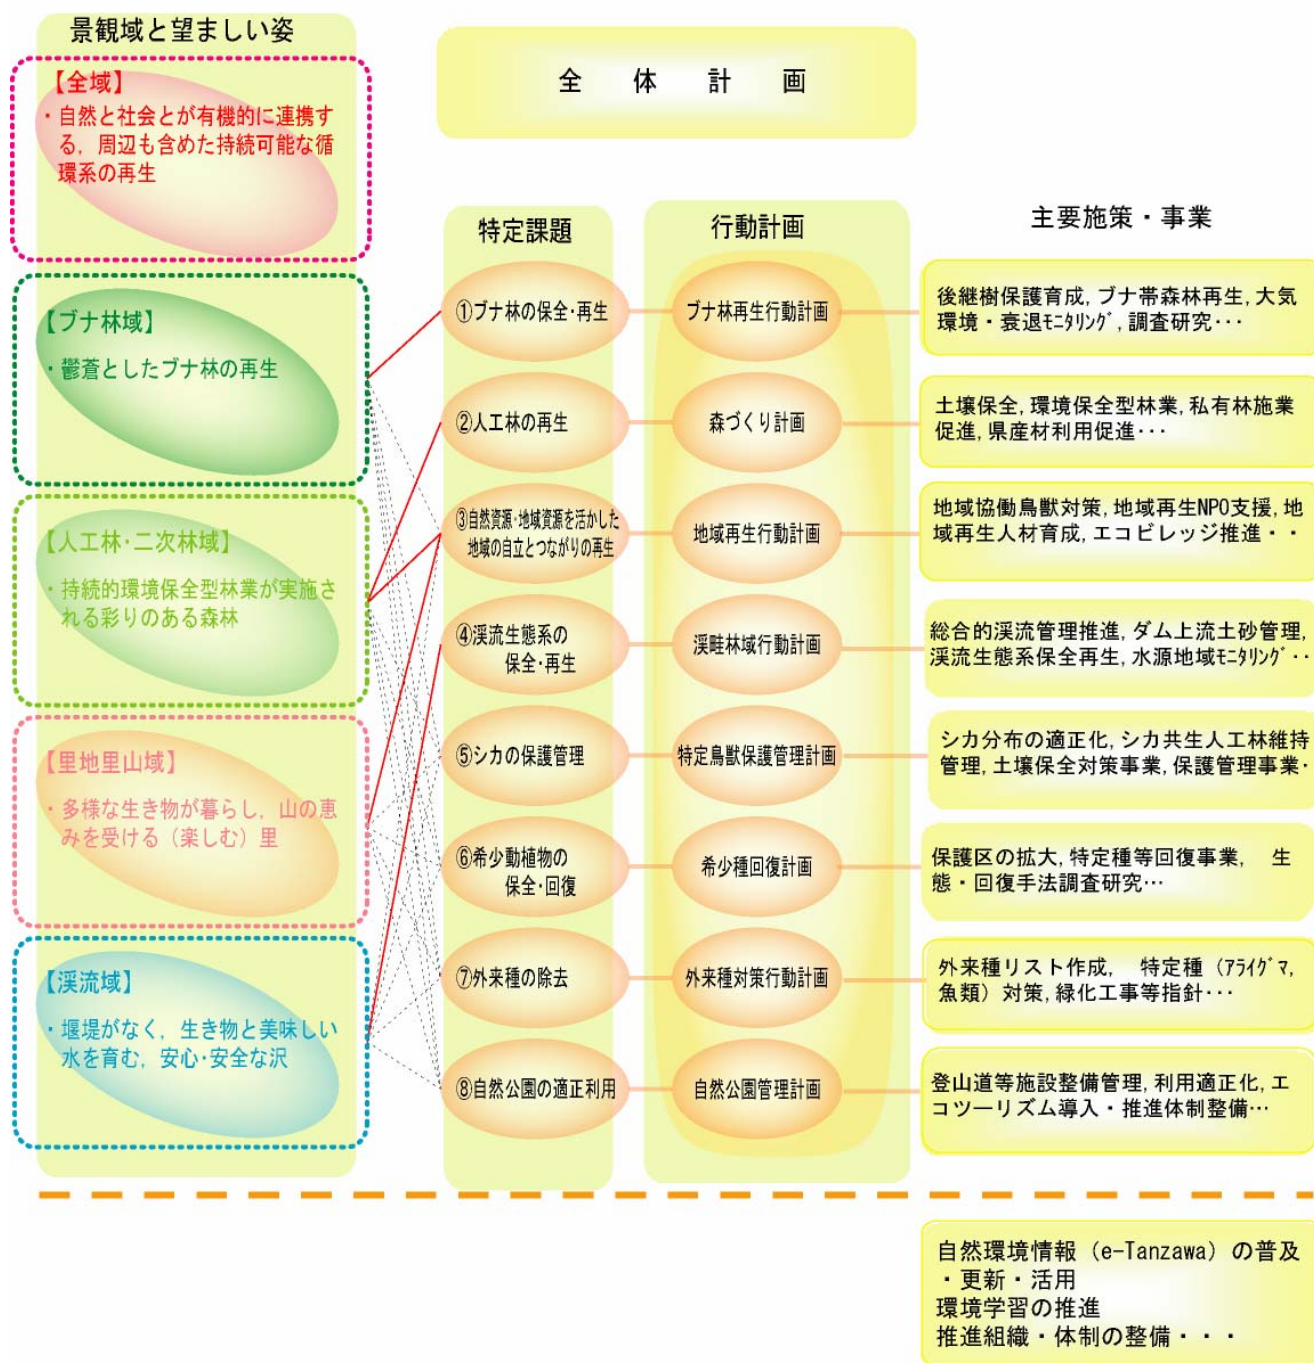 景観域と望ましい姿
【全域】
・自然と社会とが有機的に連携す
る，周辺も含めた持続可能な循
環系の再生
【ブナ林域】
・鬱蒼としたブナ林の再生
【人工林・二次林域】
・持続的環境保全型林業が実施さ
れる彩りのある森林
【里地里山域】
・多様な生き物が暮らし，山の恵
みを受ける（楽しむ）里
【渓流域】
・堰堤がなく，生き物と美味しい
水を育む，安心・安全な沢
全　体　計　画
特定課題
①ブナ林の保全・再生
②人工林の再生
③自然資源・地域資源を活かした
地域の自立とつながりの再生
④渓流生態系の
保全・再生
⑤シカの保護管理
⑥希少動植物の
保全・回復
⑦外来種の除去
⑧自然公園の適正利用
行動計画
ブナ林再生行動計画
森づくり計画
地域再生行動計画
渓畦林域行動計画
特定鳥獣保護管理計画
希少種回復計画
外来種対策行動計画
自然公園管理計画
主要施策・事業
後継樹保護育成，ブナ帯森林再生，大気
環境・衰退ﾓﾆﾀﾘﾝｸﾞ，調査研究・・・
土壌保全，環境保全型林業，私有林施業
促進，県産材利用促進・・・
地域協働鳥獣対策，地域再生NPO支援，地
域再生人材育成，エコビレッジ推進・・
総合的渓流管理推進，ダム上流土砂管理，
渓流生態系保全再生，水源地域ﾓﾆﾀﾘﾝｸﾞ・・
シカ分布の適正化，シカ共生人工林維持
管理，土壌保全対策事業，保護管理事業・
保護区の拡大，特定種等回復事業，　生
態・回復手法調査研究…
外来種リスト作成，　特定種（ｱﾗｲｸﾞﾏ，
魚類）対策，緑化工事等指針・・・
登山道等施設整備管理，利用適正化，エ
コツーリズム導入・推進体制整備…
自然環境情報（e-Tanzawa）の普及
・更新・活用
環境学習の推進
推進組織・体制の整備・・・